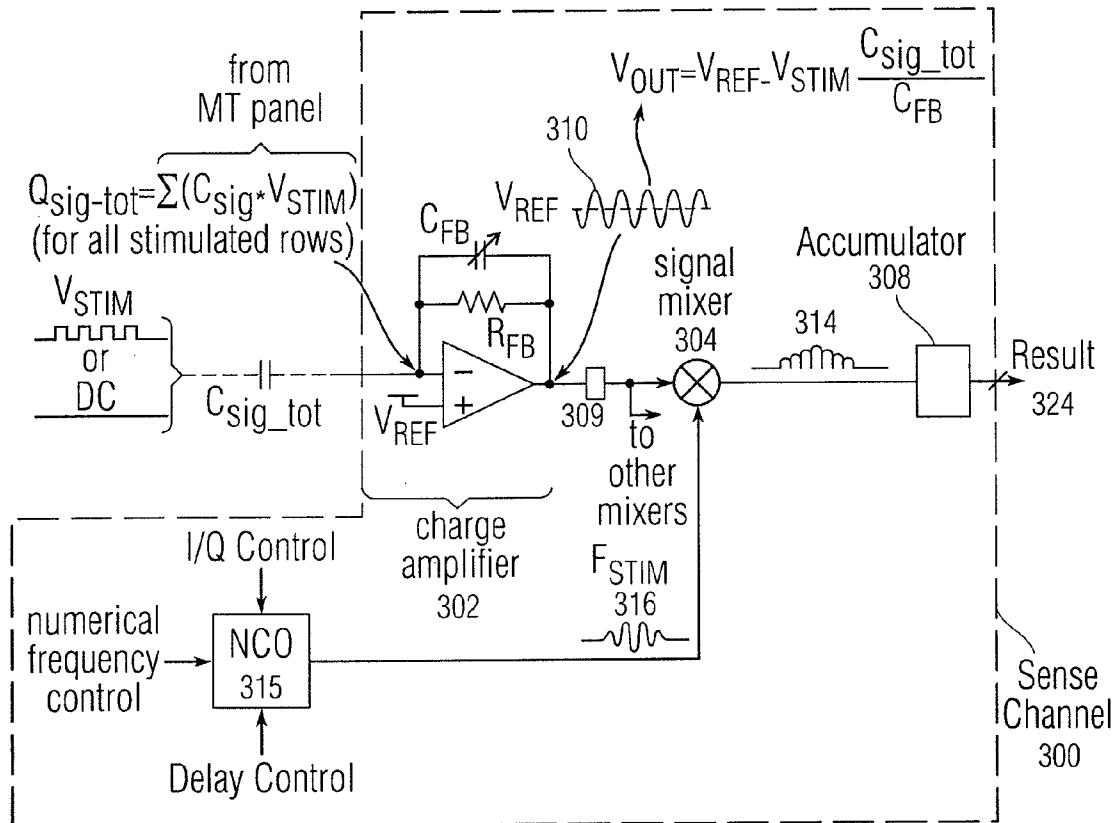 from
MT panel
Q_sig-tot=Σ(C_sig*V_STIM)
(for all stimulated rows)
V_STIM
or
DC
C_sig_tot
V_OUT=V_REF-V_STIM C_sig_tot/C_FB
310
V_REF
C_FB
R_FB
−
+
V_REF
309
to
other
mixers
signal
mixer
304
314
Accumulator
308
Result
324
charge
amplifier
302
F_STIM
316
I/Q Control
numerical
frequency
control
NCO
315
Delay Control
Sense
Channel
300